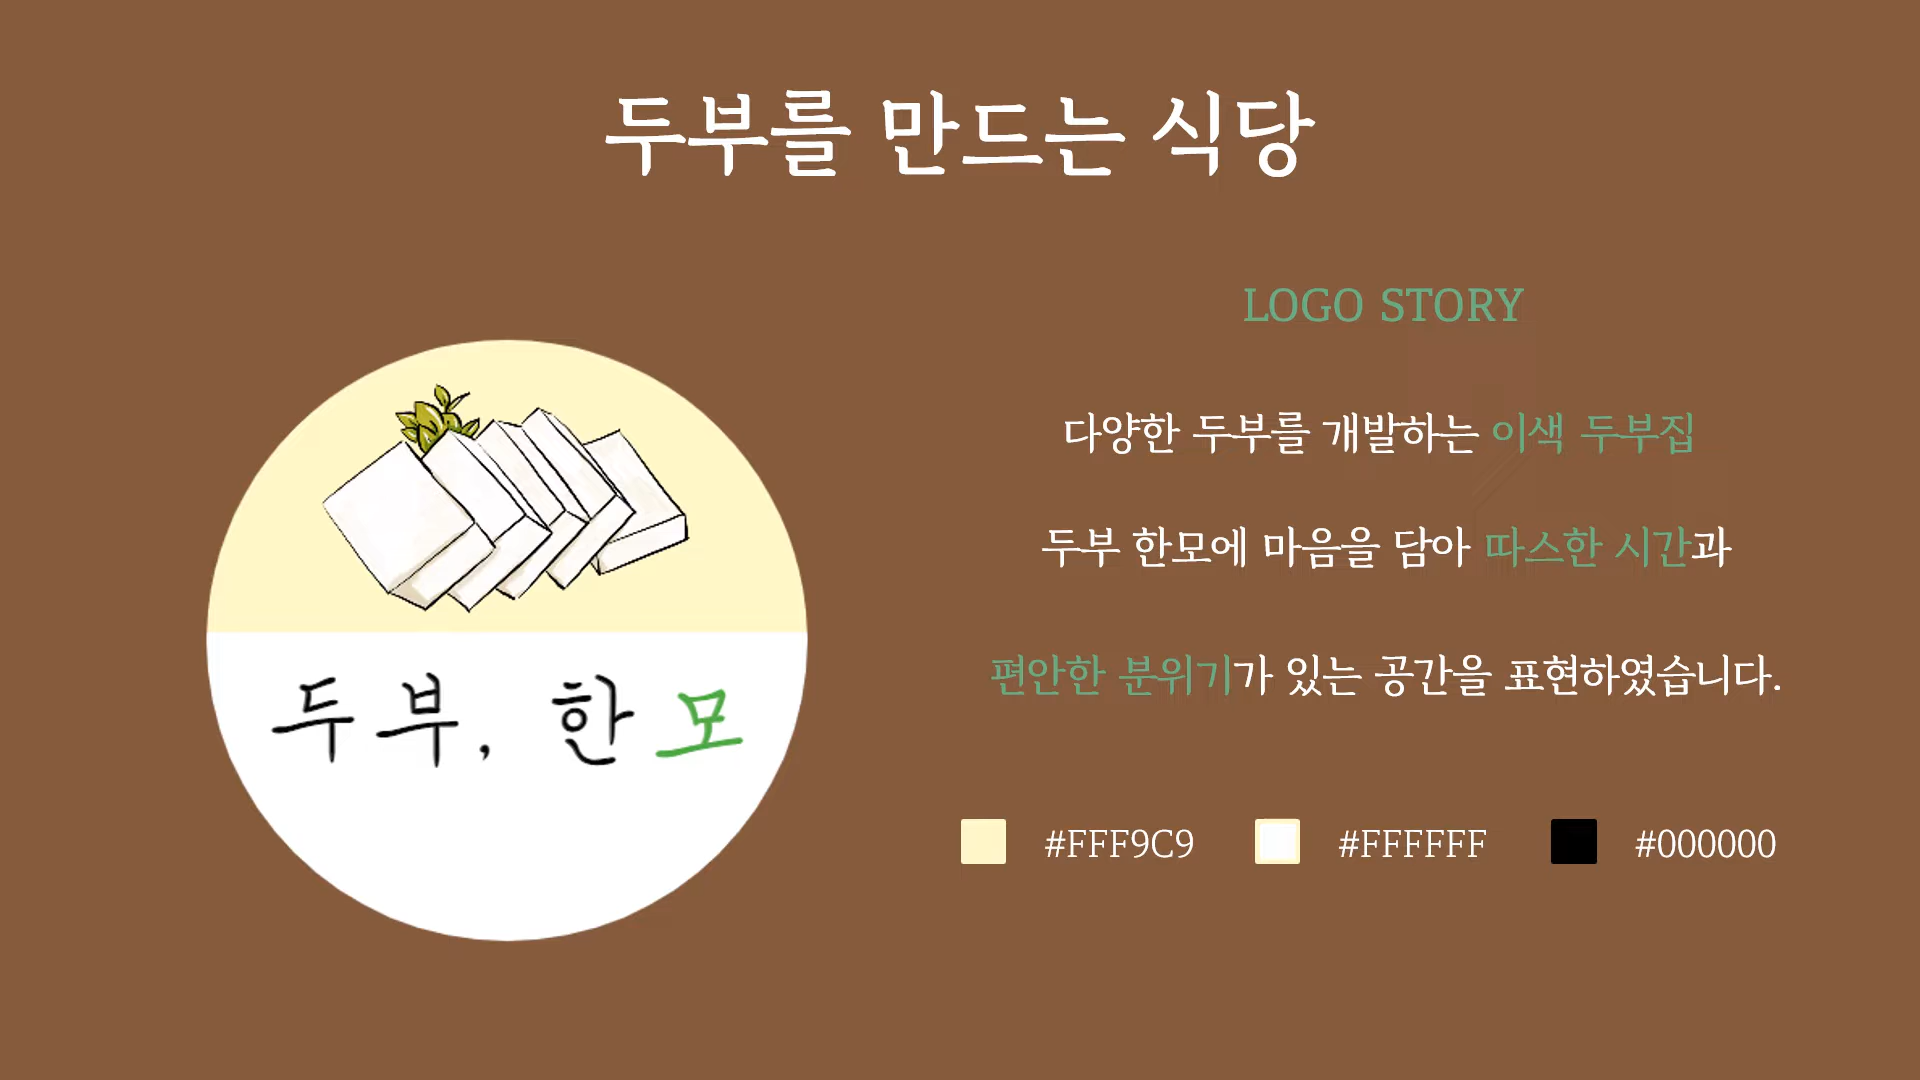 두부를 만드는 식당
두부, 한모
LOGO STORY
다양한 두부를 개발하는 이색 두부집
두부 한모에 마음을 담아 따스한 시간과
편안한 분위기가 있는 공간을 표현하였습니다.
#FFF9C9 #FFFFFF #000000